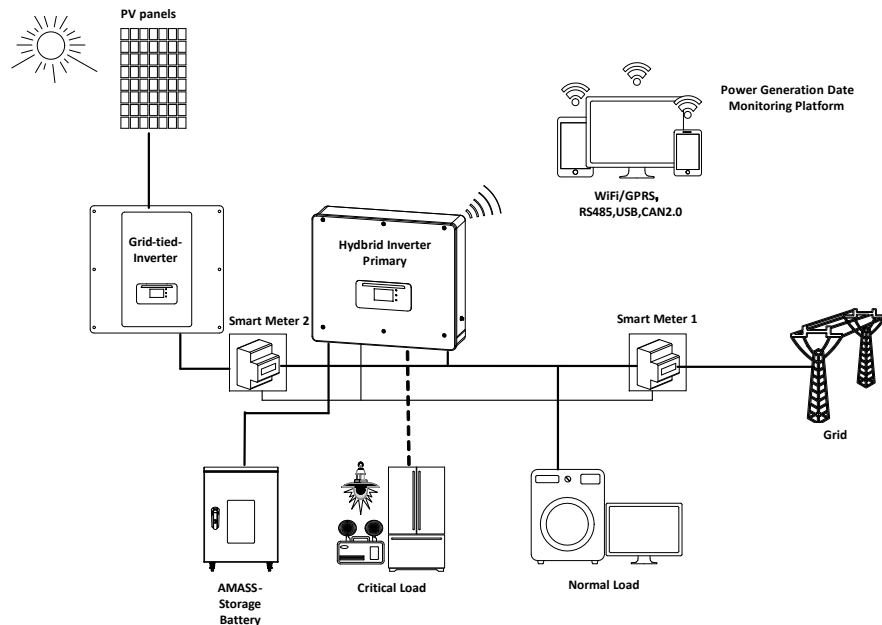 PV panels
Power Generation Date
Monitoring Platform
WiFi/GPRS,
RS485,USB,CAN2.0
Grid-tied-
Inverter
Hydbrid Inverter
Primary
Smart Meter 2
Smart Meter 1
Grid
AMASS-
Storage
Battery
Critical Load
Normal Load